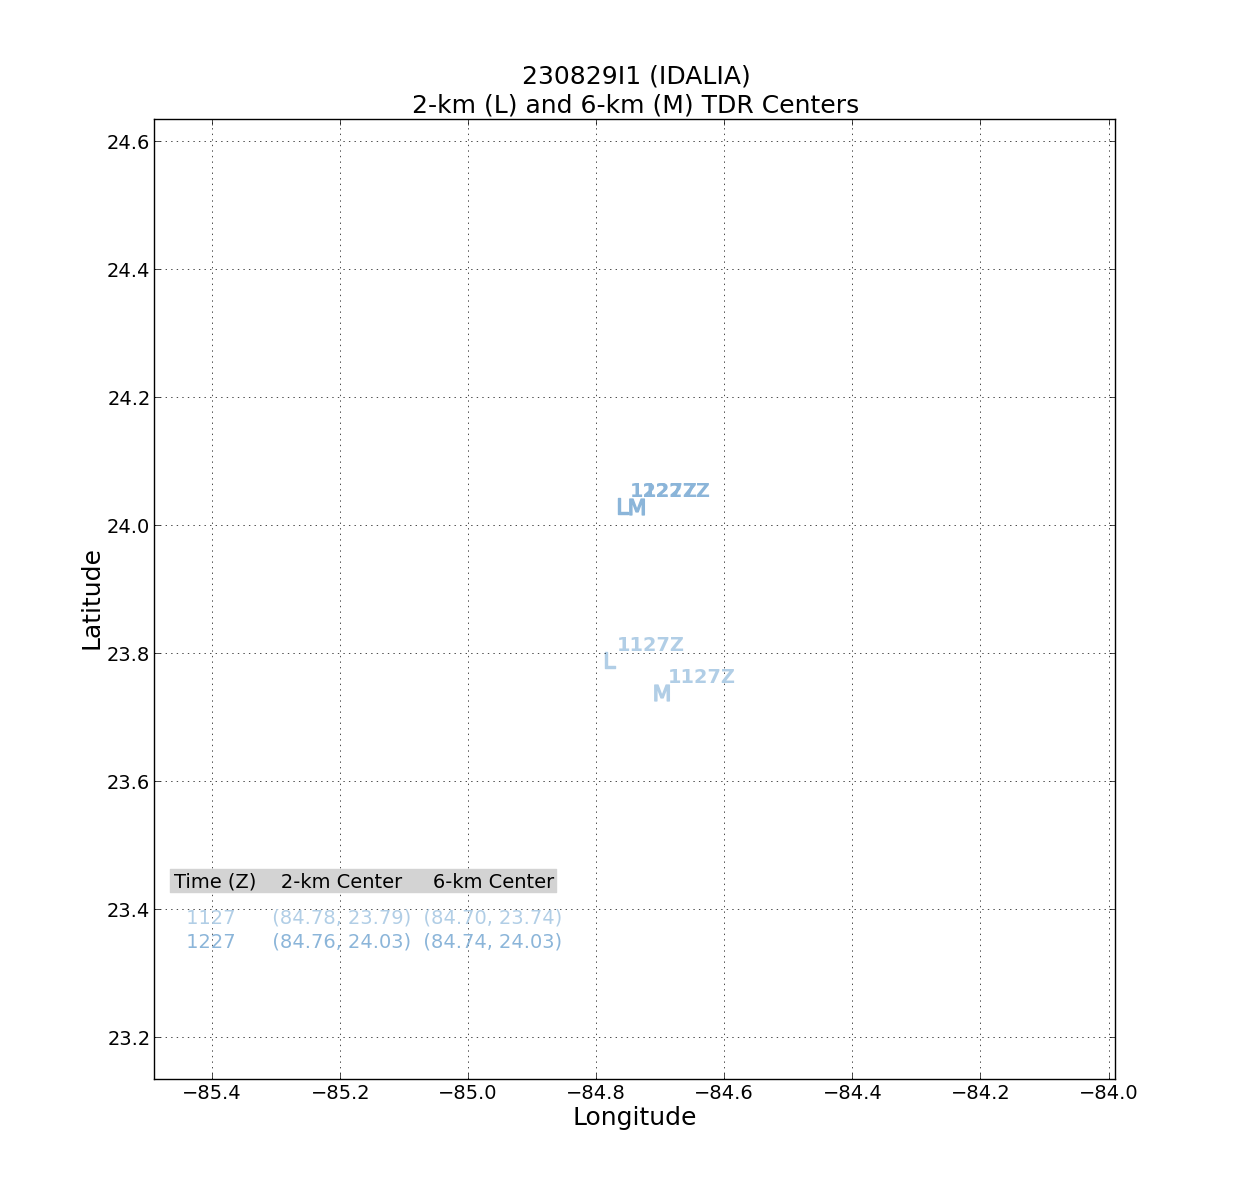 230829I1 (IDALIA)
2-km (L) and 6-km (M) TDR Centers
24.6
24.4
24.2
24.0
23.8
23.6
23.4
23.2
Latitude
1227Z 1227Z
L M
1127Z
L
1127Z
M
Time (Z) 2-km Center 6-km Center
1127 (84.78, 23.79) (84.70, 23.74)
1227 (84.76, 24.03) (84.74, 24.03)
−85.4 −85.2 −85.0 −84.8 −84.6 −84.4 −84.2 −84.0
Longitude